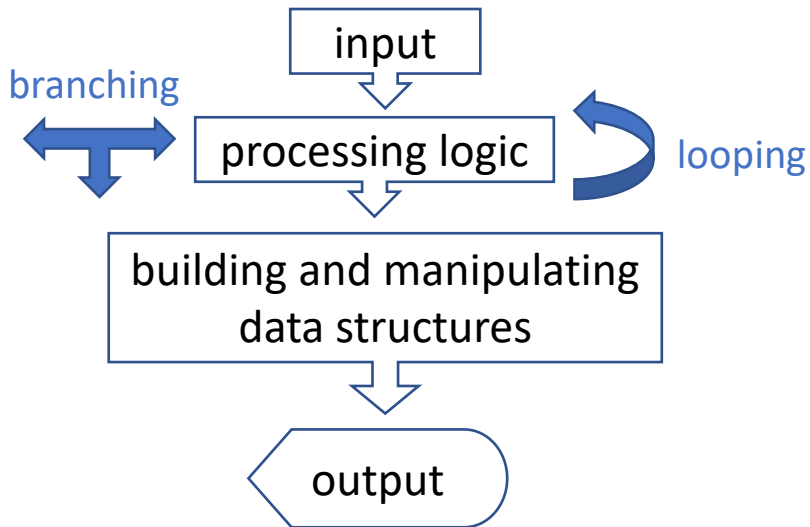 input
branching
processing logic
looping
building and manipulating
data structures
output